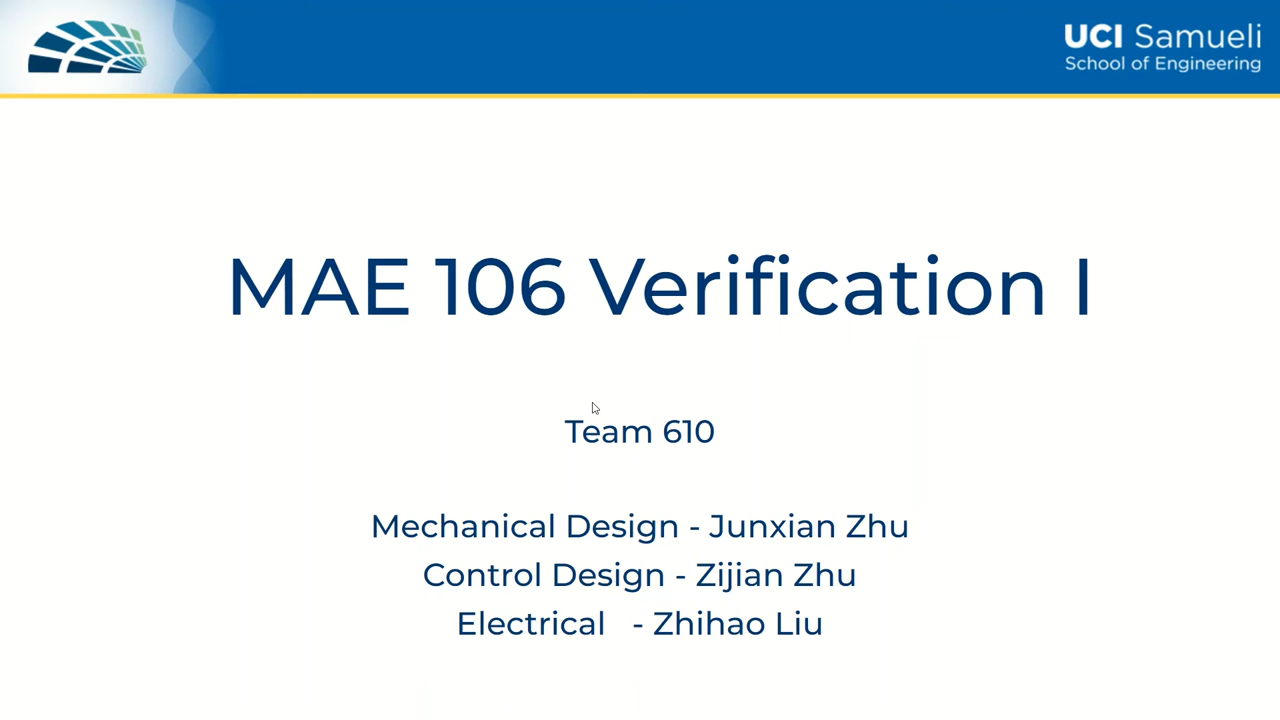 UCI Samueli
School of Engineering
MAE 106 Verification I
Team 610
Mechanical Design - Junxian Zhu
Control Design - Zijian Zhu
Electrical - Zhihao Liu